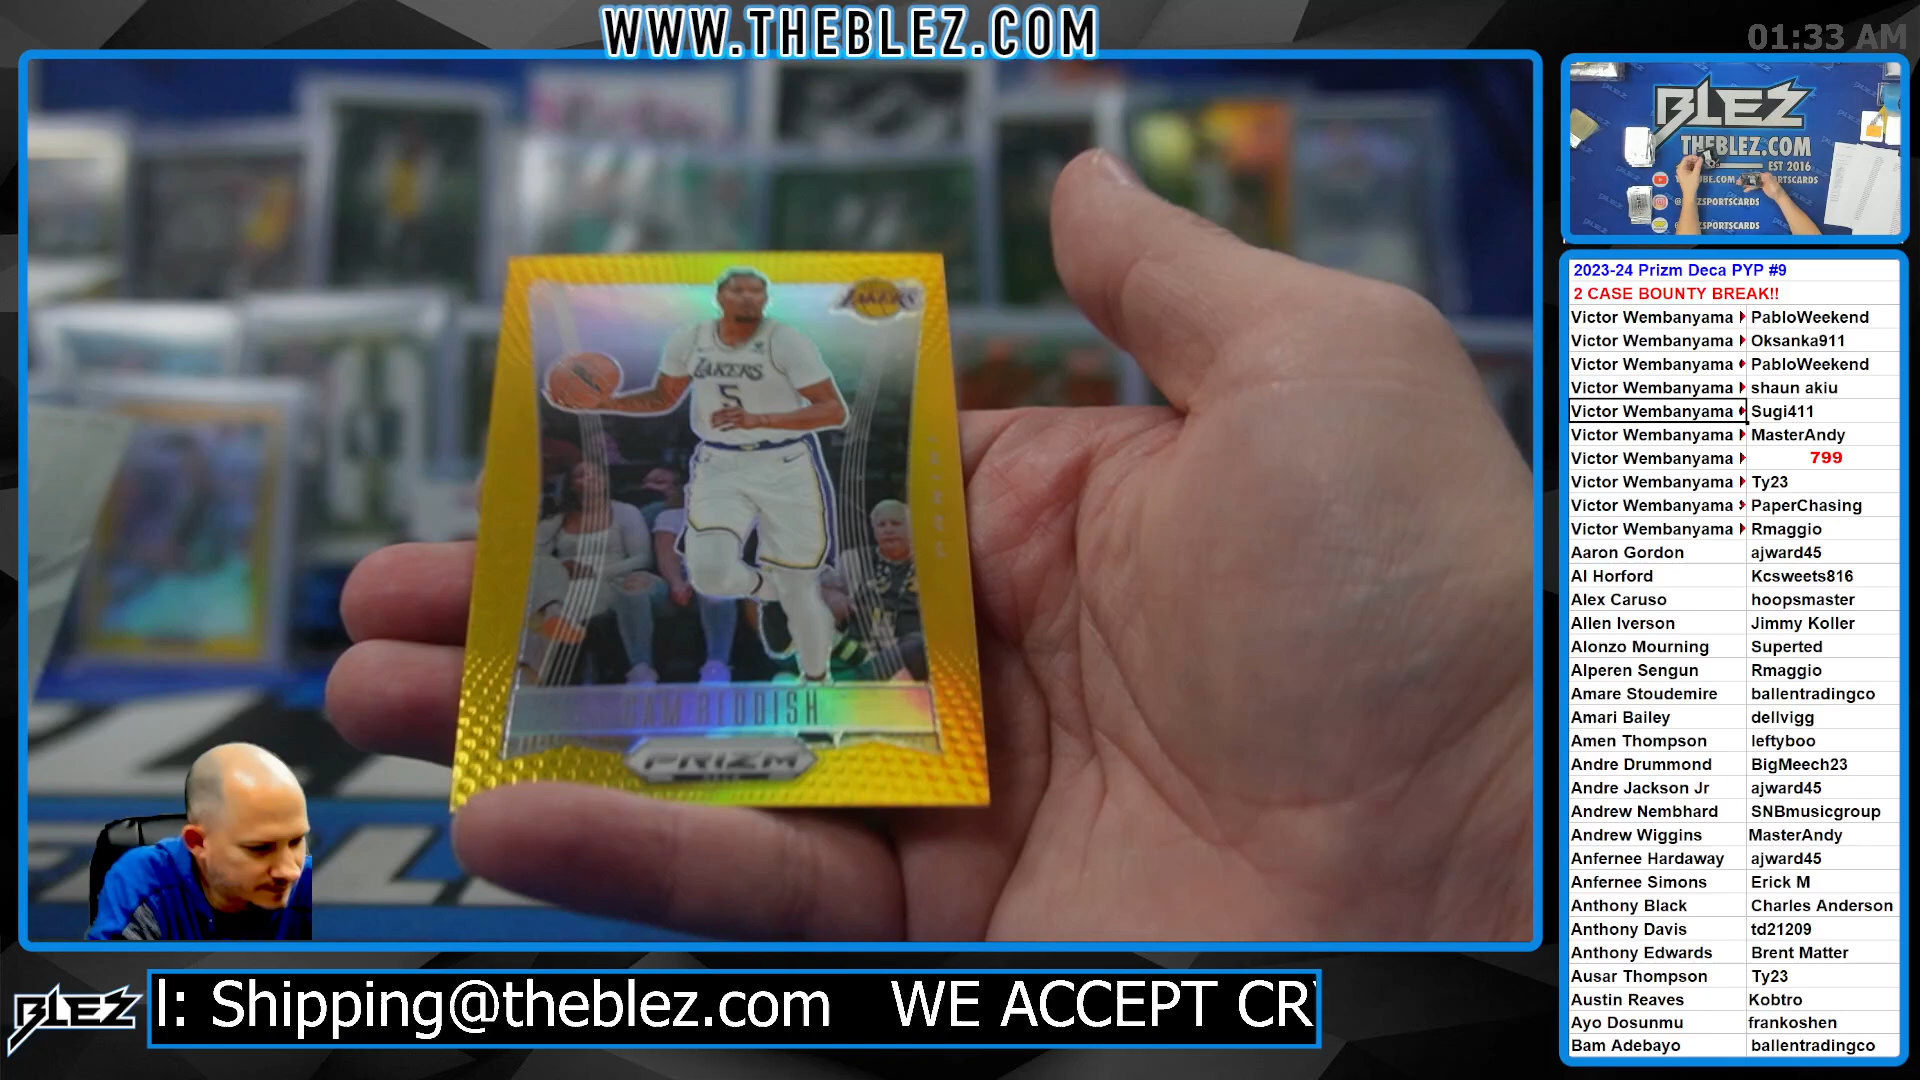 WWW.THEBLEZ.COM
01:33 AM
BLEZ
THEBLEZ.COM
EST 2016
LAKERS
LAKERS
5
CAM REDDISH
PRIZM
2023-24 Prizm Deca PYP #9
2 CASE BOUNTY BREAK!!
Victor Wembanyama PabloWeekend
Victor Wembanyama Oksanka911
Victor Wembanyama PabloWeekend
Victor Wembanyama shaun akiu
Victor Wembanyama Sugi411
Victor Wembanyama MasterAndy
Victor Wembanyama 799
Victor Wembanyama Ty23
Victor Wembanyama PaperChasing
Victor Wembanyama Rmaggio
Aaron Gordon ajward45
Al Horford Kcsweets816
Alex Caruso hoopsmaster
Allen Iverson Jimmy Koller
Alonzo Mourning Superted
Alperen Sengun Rmaggio
Amare Stoudemire ballentradingco
Amari Bailey dellvigg
Amen Thompson leftyboo
Andre Drummond BigMeech23
Andre Jackson Jr ajward45
Andrew Nembhard SNBmusicgroup
Andrew Wiggins MasterAndy
Anfernee Hardaway ajward45
Anfernee Simons Erick M
Anthony Black Charles Anderson
Anthony Davis td21209
Anthony Edwards Brent Matter
Ausar Thompson Ty23
Austin Reaves Kobtro
Ayo Dosunmu frankoshen
Bam Adebayo ballentradingco
BLEZ
l: Shipping@theblez.com WE ACCEPT CR